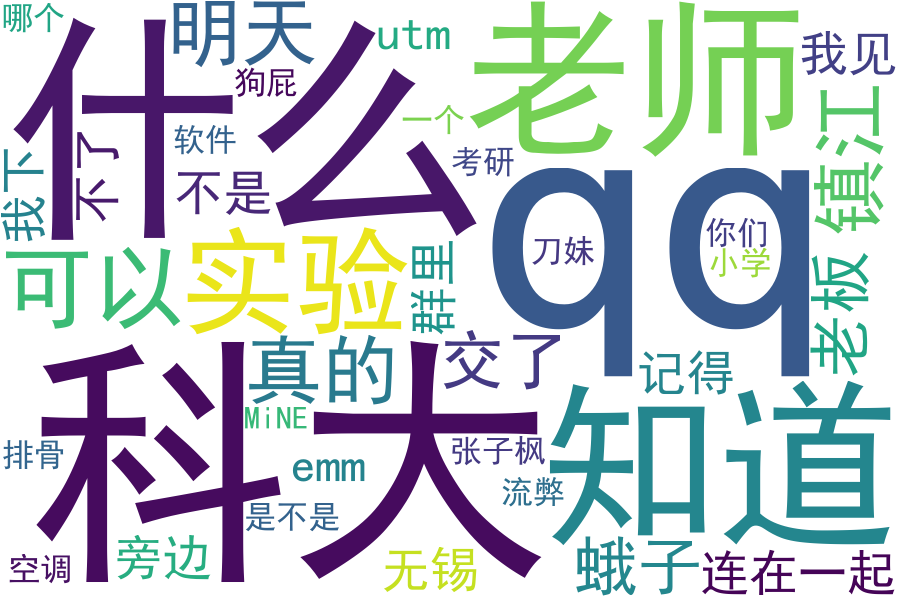 哪个
什么
明天
狗屁
utm
老师
我见
软件
一个
考研
我下
不了
不是
镇江
qq
刀妹
你们
小学
可以
实验
群里
老板
真的
交了
记得
科大
知道
MiNE
排骨
emm
张子枫
流弊
是不是
空调
旁边
无锡
蛾子
连在一起